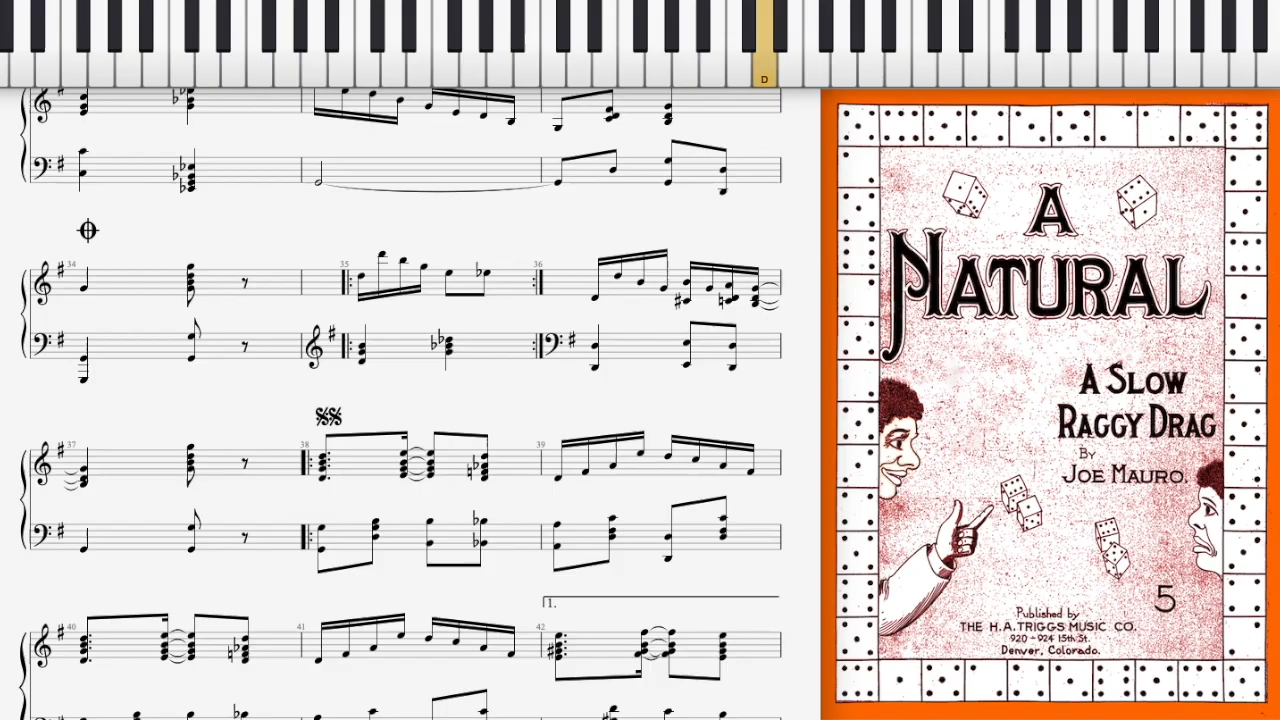 D
34
35
36
37
38
39
40
41
1.
42
A
NATURAL
A SLOW
RAGGY DRAG
By
JOE MAURO.
5
Published by
THE H.A.TRIGGS MUSIC CO.
920 - 924 15th St.
Denver, Colorado.